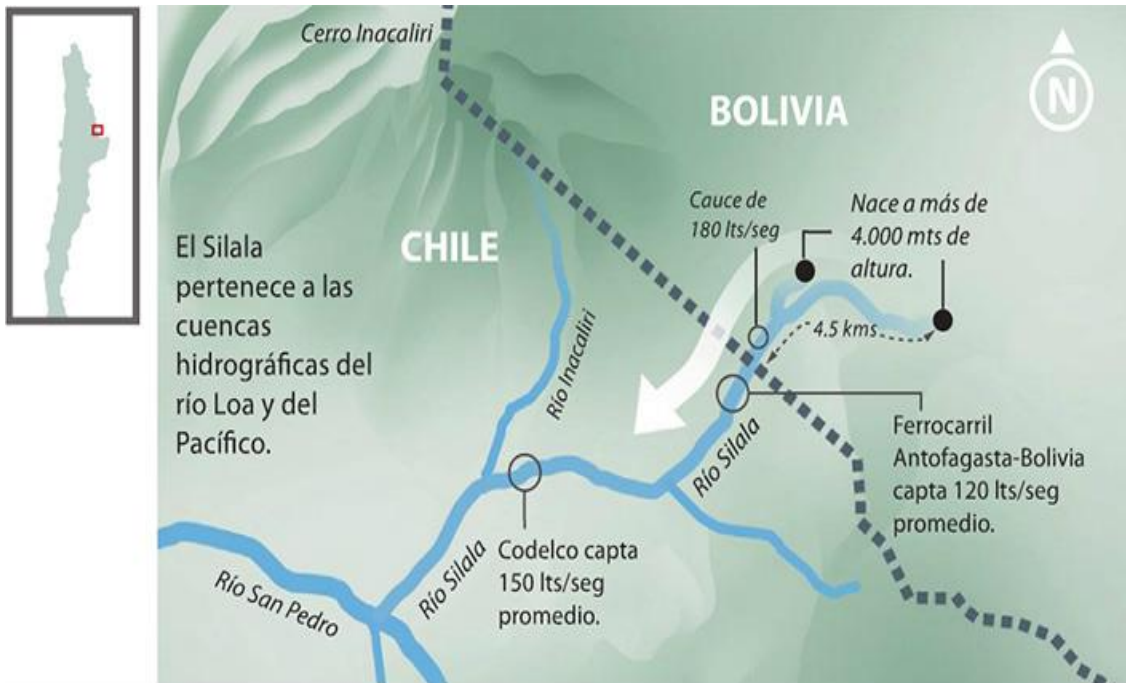 Cerro Inacaliri
BOLIVIA
N
CHILE
El Silala
pertenece a las
cuencas
hidrográficas del
río Loa y del
Pacífico.
Cauce de
180 lts/seg
Nace a más de
4.000 mts de
altura.
4.5 kms
Río Inacaliri
Río Silala
Ferrocarril
Antofagasta-Bolivia
capta 120 lts/seg
promedio.
Codelco capta
150 lts/seg
promedio.
Río Silala
Río San Pedro